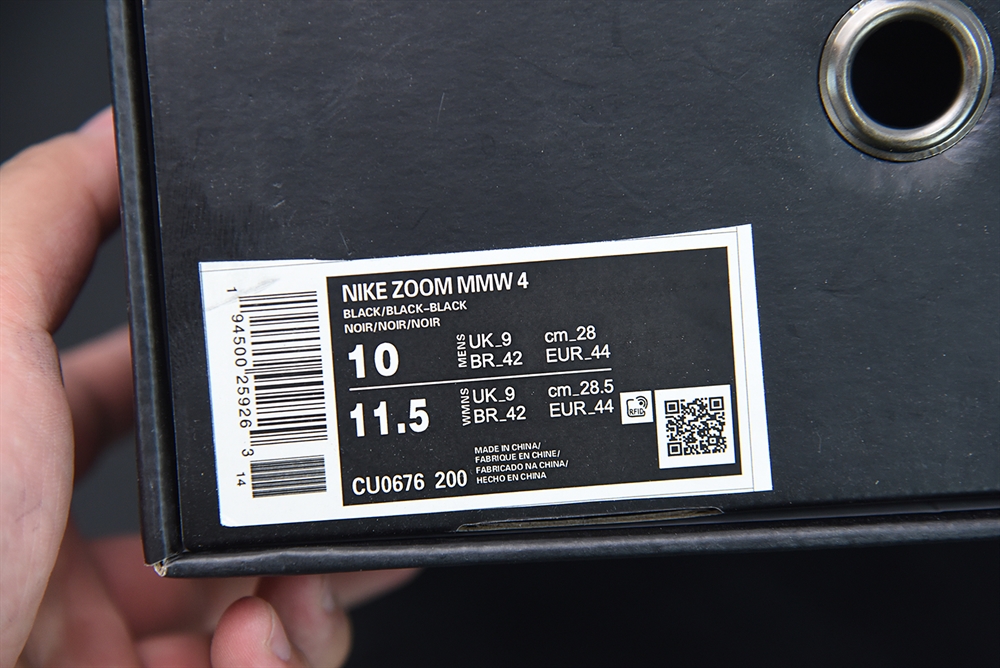 NIKE ZOOM MMW 4
BLACK/BLACK-BLACK
NOIR/NOIR/NOIR
10
MENS
UK_9 cm_28
BR_42 EUR_44
11.5
WMNS
UK_9 cm_28.5
BR_42 EUR_44
RFID
MADE IN CHINA/
FABRIQUE EN CHINE/
FABRICADO NA CHINA/
HECHO EN CHINA
CU0676 200
1 94500 25926 3 14